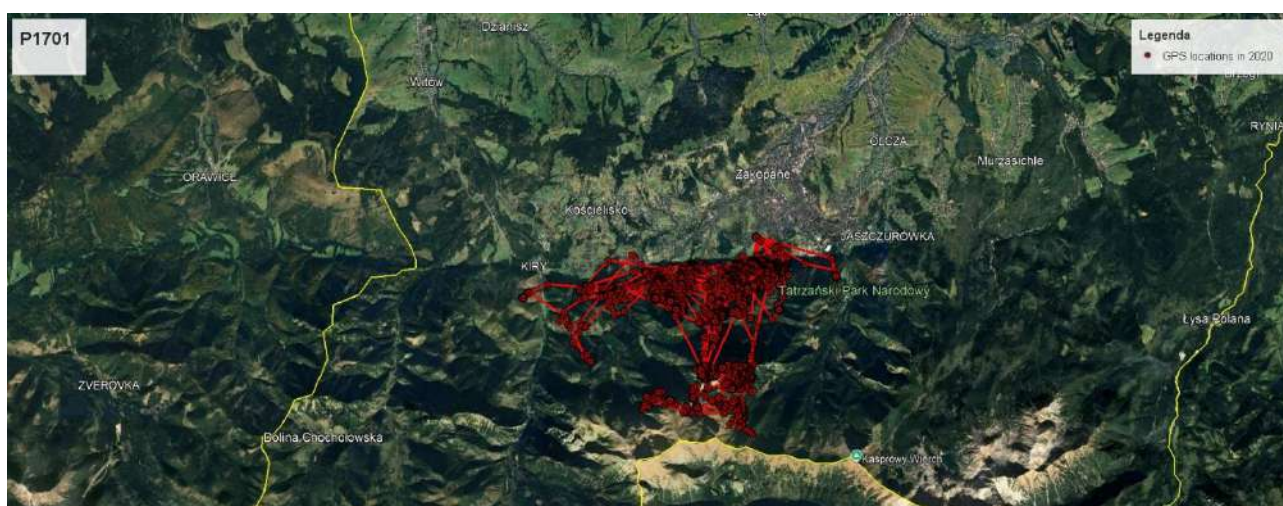 P1701
Legenda
GPS locations in 2020
Dzianisz
Witów
RYNIA
OLCZA
Murzasichle
Zakopane
ORAWICE
Kościelisko
JASZCZURÓWKA
KIRY
Tatrzański Park Narodowy
Łysa Polana
ZVEROVKA
Dolina Chochołowska
Kasprowy Wierch